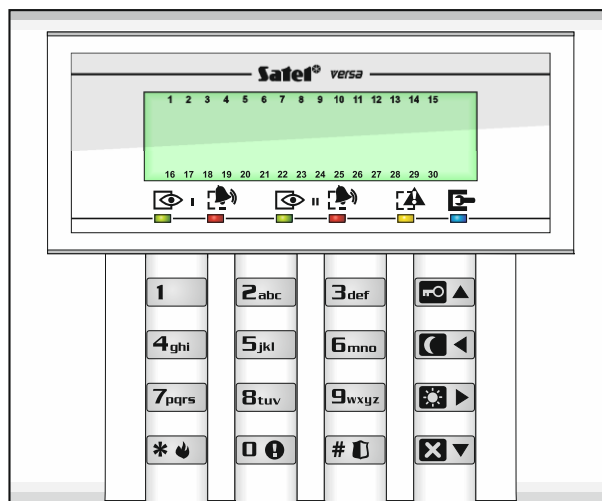 Satel versa
1 2 3 4 5 6 7 8 9 10 11 12 13 14 15
16 17 18 19 20 21 22 23 24 25 26 27 28 29 30
I II
1 2abc 3def
4ghi 5jkl 6mno
7pqrs 8tuv 9wxyz
* 0 #